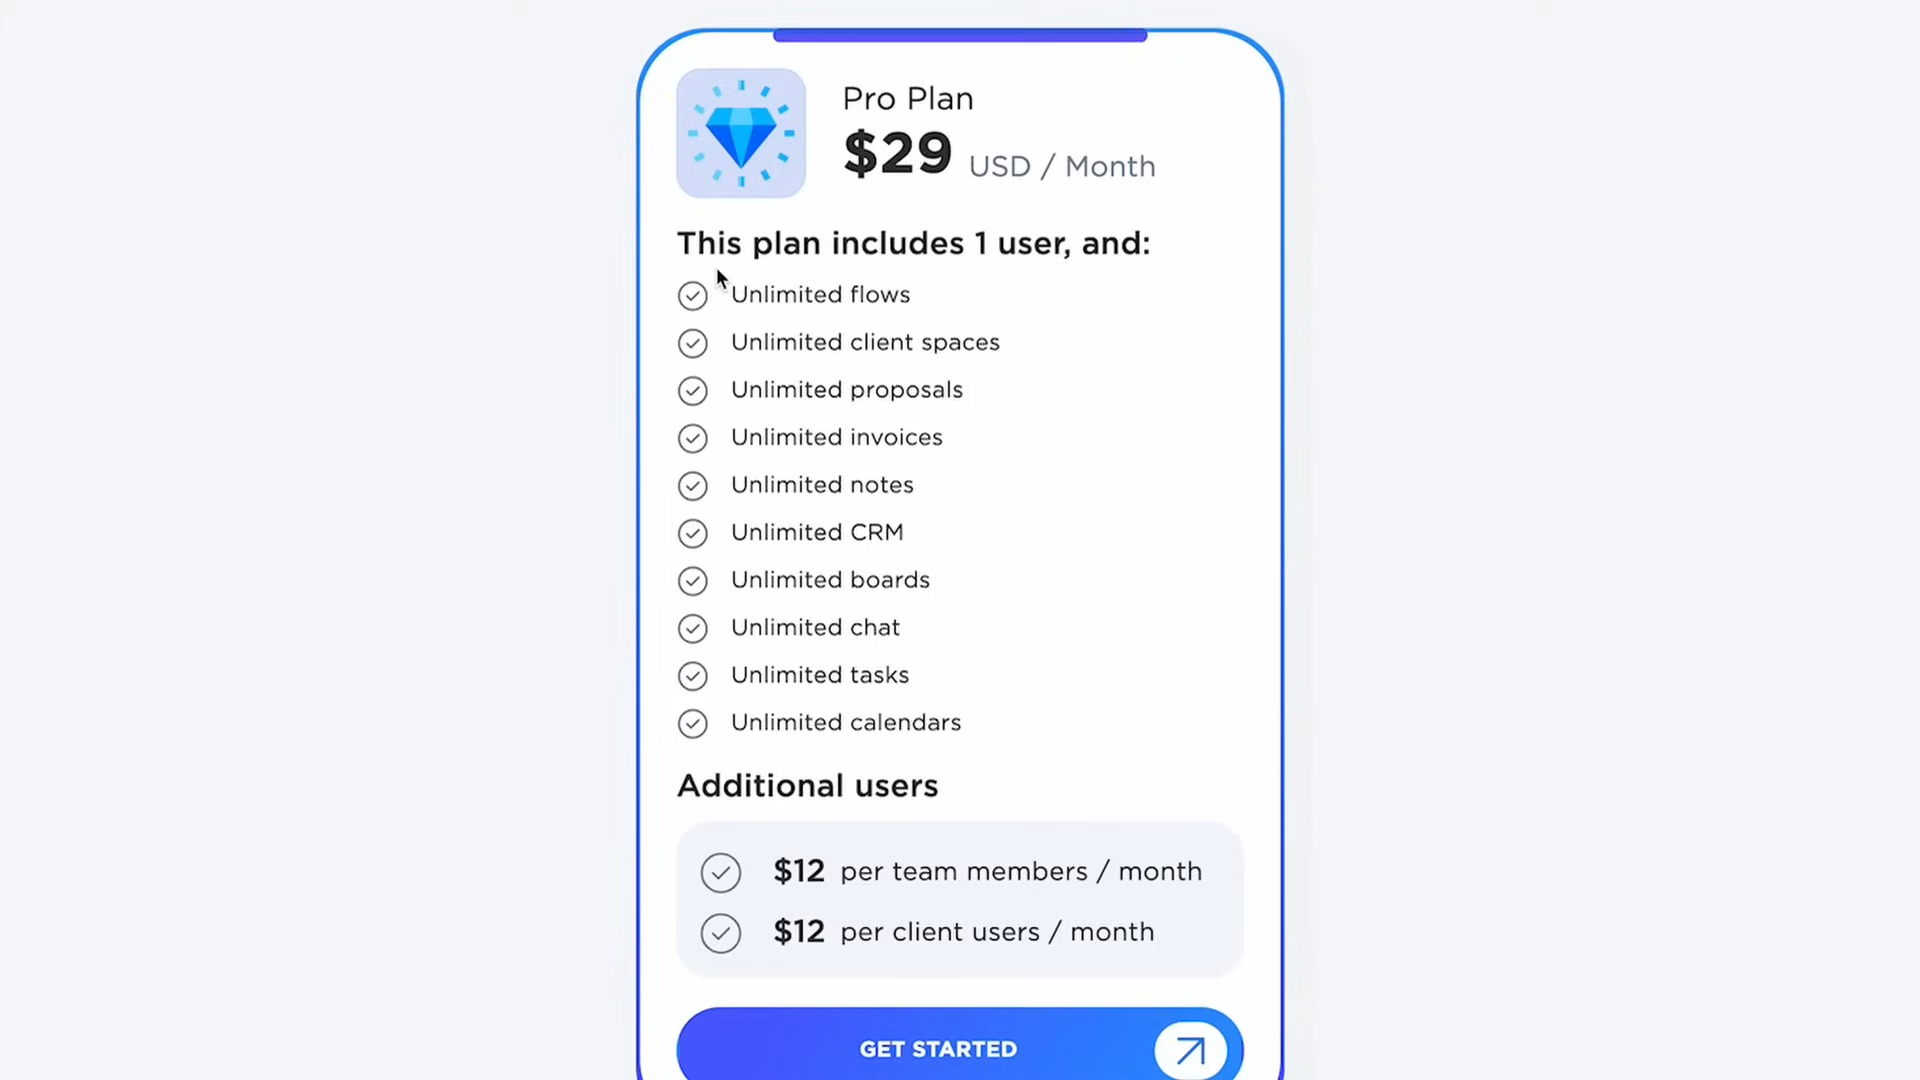 Pro Plan
$29 USD / Month
This plan includes 1 user, and:
Unlimited flows
Unlimited client spaces
Unlimited proposals
Unlimited invoices
Unlimited notes
Unlimited CRM
Unlimited boards
Unlimited chat
Unlimited tasks
Unlimited calendars
Additional users
$12 per team members / month
$12 per client users / month
GET STARTED